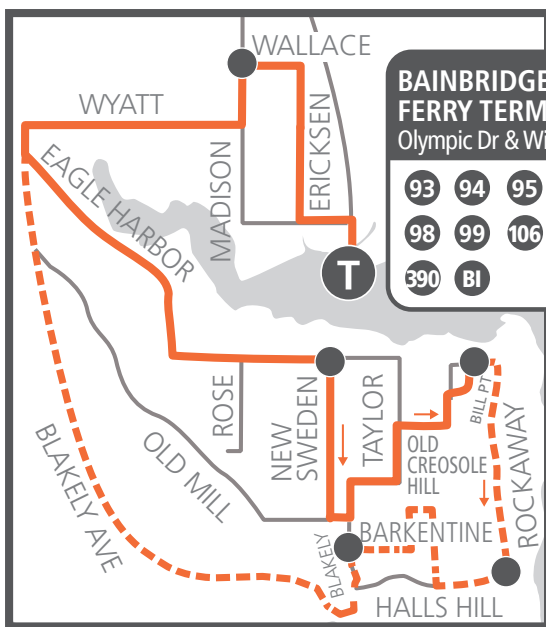 WALLACE
BAINBRIDGE
FERRY TERM
Olympic Dr & Wi
93 94 95
98 99 106
390 BI
WYATT
EAGLE HARBOR
MADISON
ERICKSEN
T
ROSE
NEW
SWEDEN
TAYLOR
BILL PT
OLD
CREOSOLE
HILL
ROCKAWAY
OLD MILL
BLAKELY AVE
BARKENTINE
BLAKELY
HALLS HILL